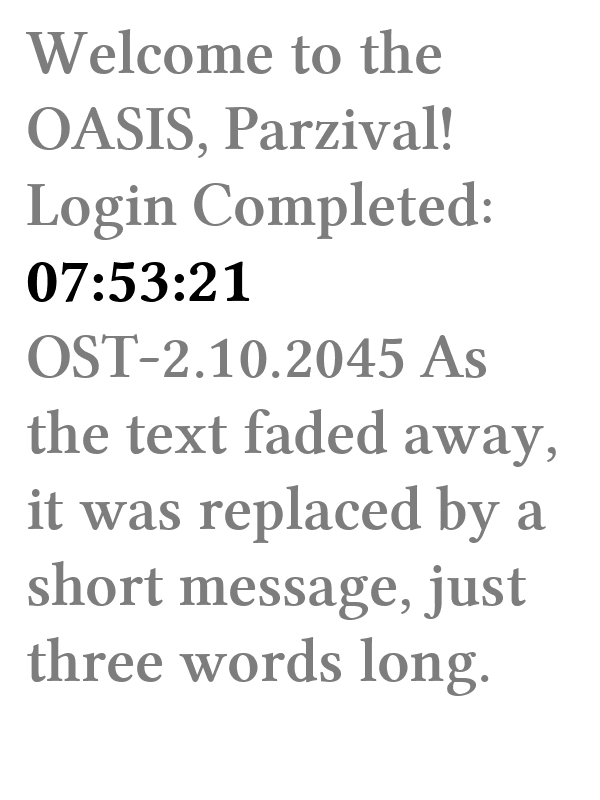 Welcome to the
OASIS, Parzival!
Login Completed:
07:53:21
OST-2.10.2045 As
the text faded away,
it was replaced by a
short message, just
three words long.